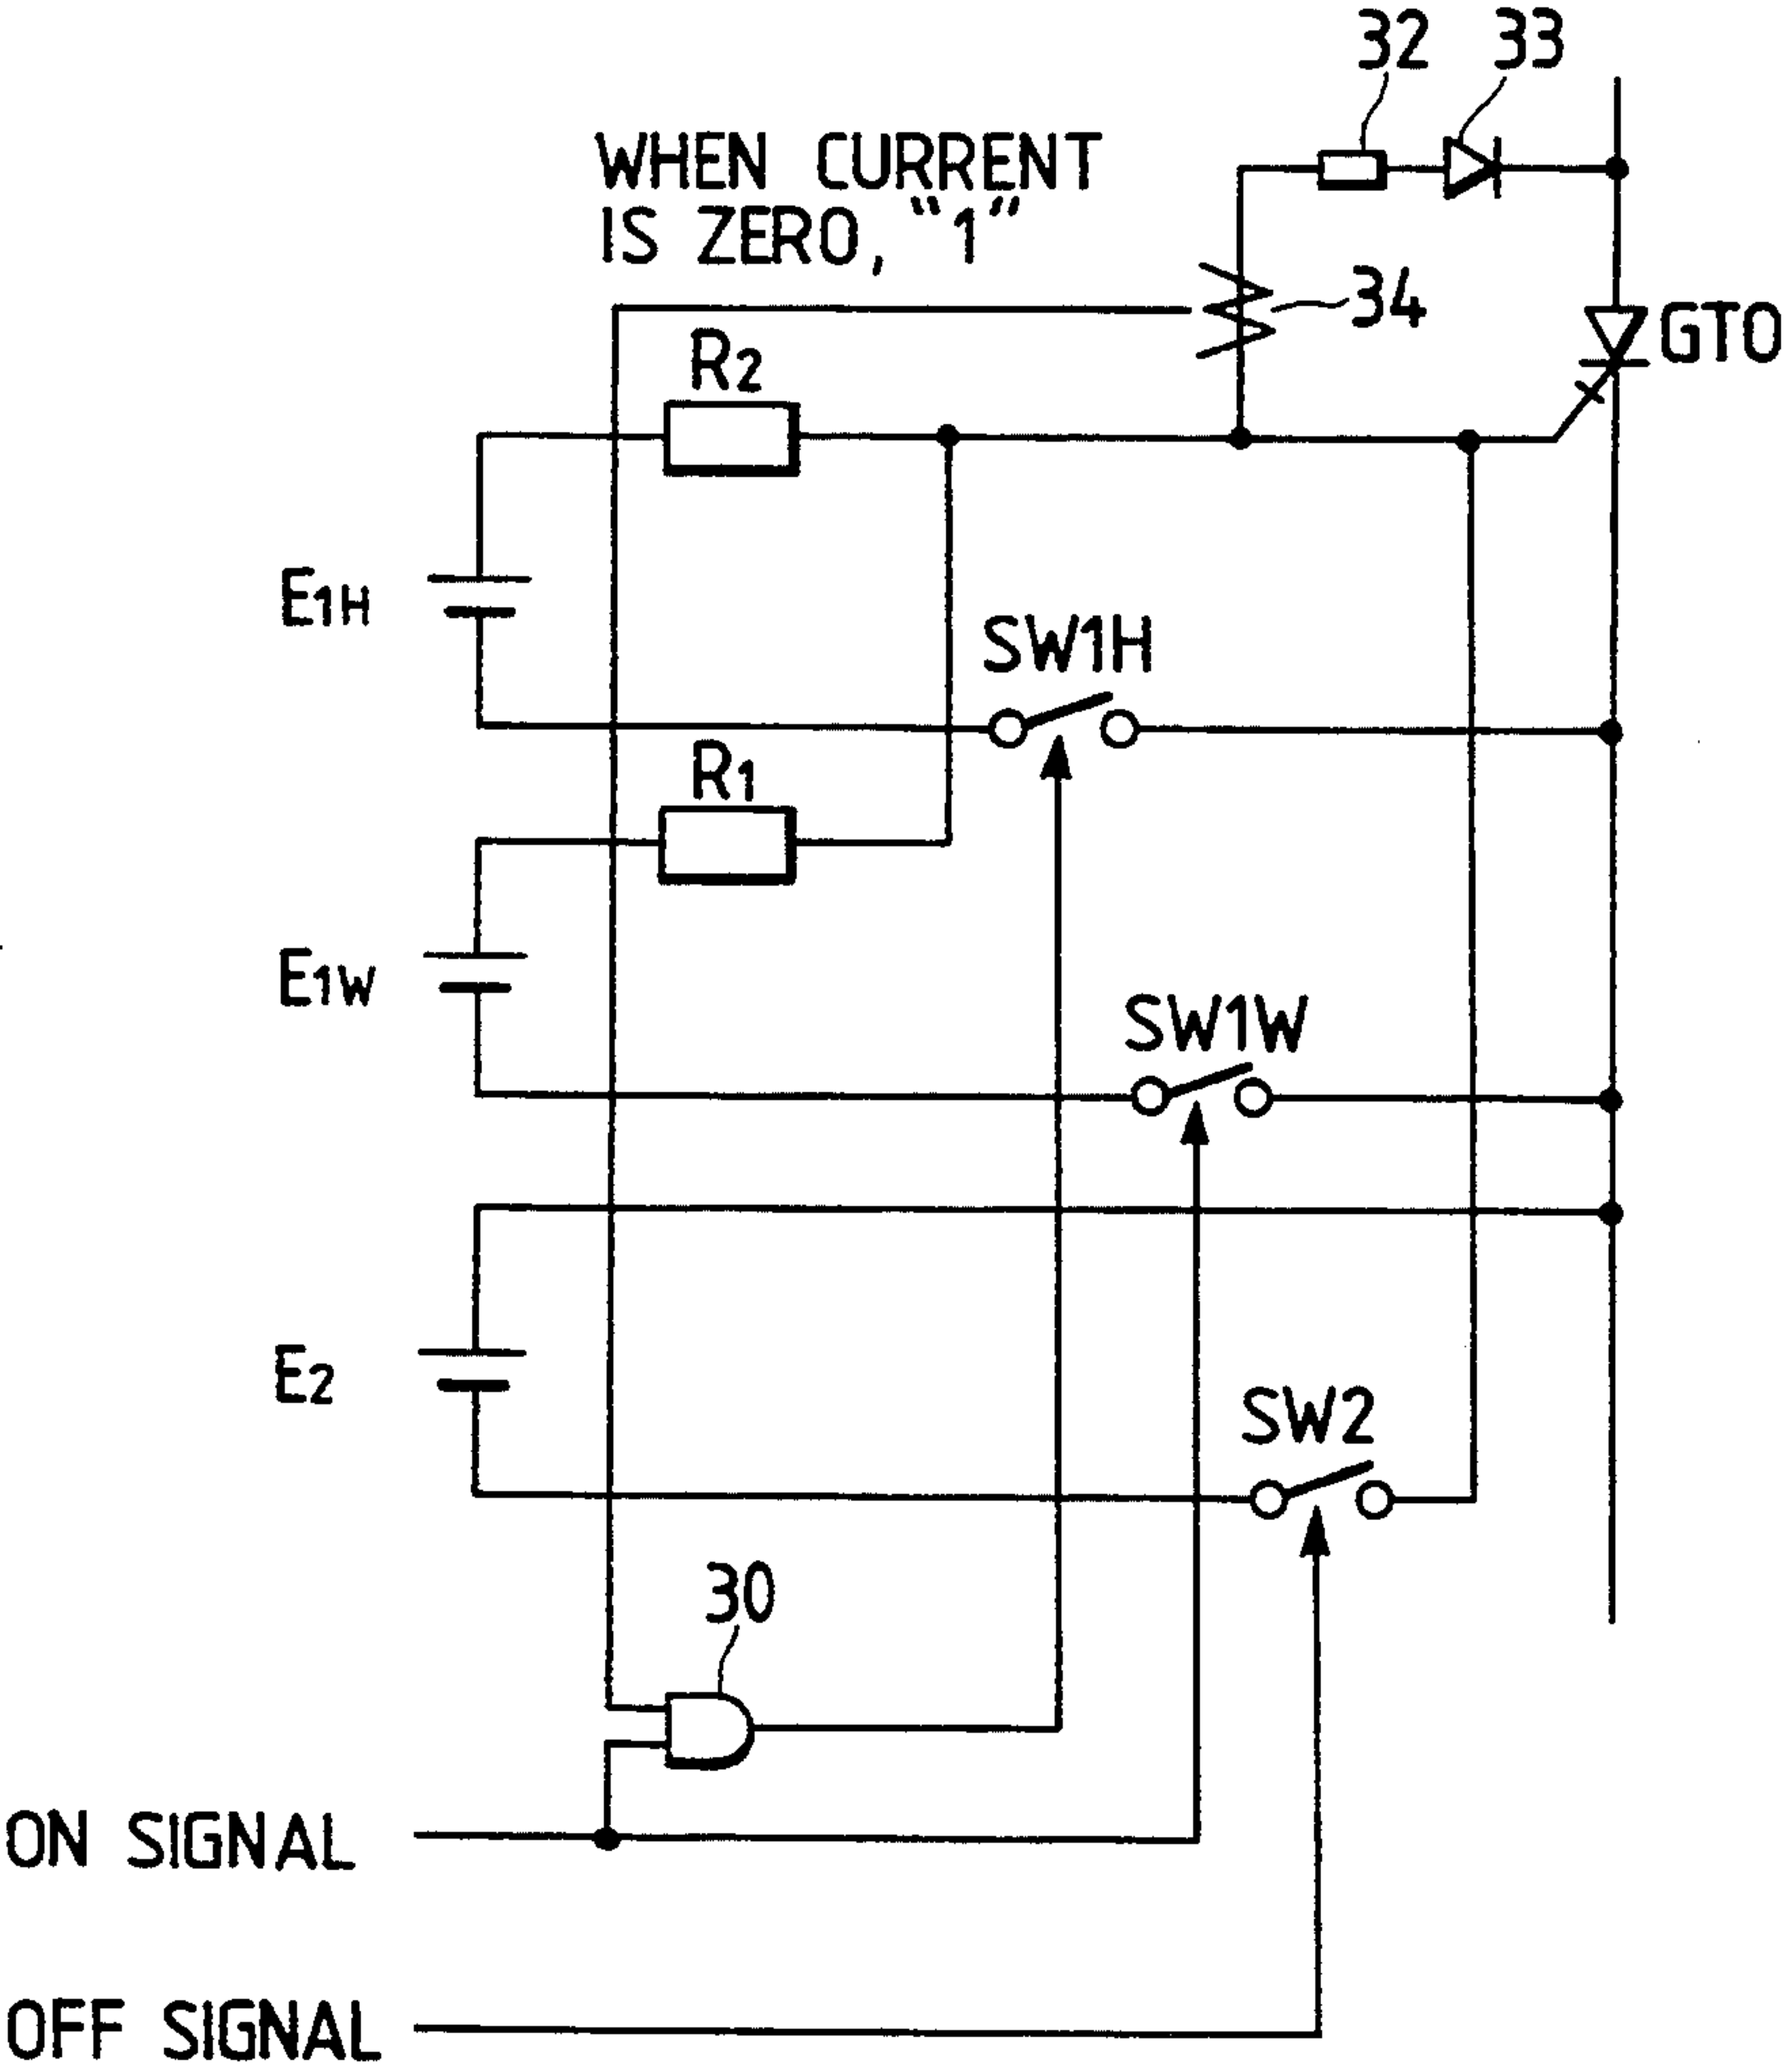 32 33
WHEN CURRENT
IS ZERO, "1"
34
GTO
R2
E1H
SW1H
R1
E1W
SW1W
E2
SW2
30
ON SIGNAL
OFF SIGNAL